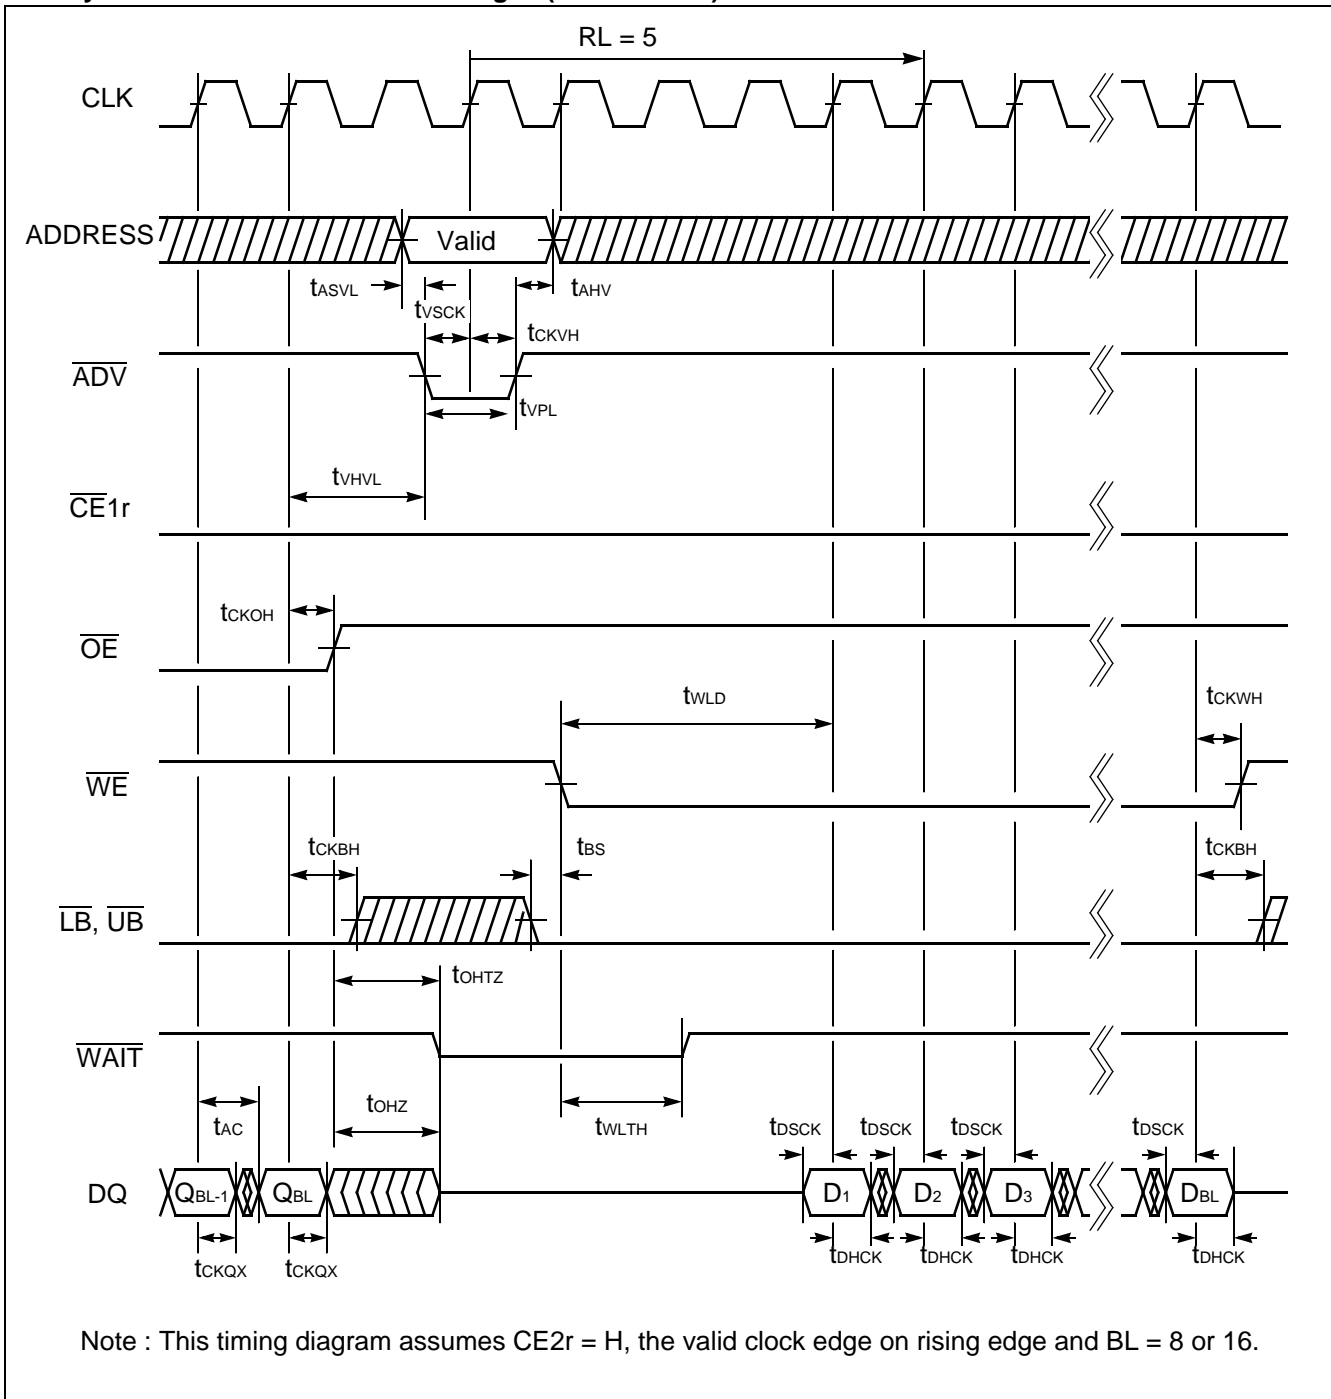 RL = 5
CLK
ADDRESS
Valid
tASVL
tVSCK
tAHV
tCKVH
ADV
tVPL
tVHVL
CE1r
tCKOH
OE
tWLD
tCKWH
WE
tCKBH
tBS
tCKBH
LB, UB
tOHTZ
WAIT
tAC
tOHZ
tWLTH
tDSCK
tDSCK
tDSCK
tDSCK
DQ
QBL-1
QBL
D1
D2
D3
DBL
tCKQX
tCKQX
tDHCK
tDHCK
tDHCK
tDHCK
Note : This timing diagram assumes CE2r = H, the valid clock edge on rising edge and BL = 8 or 16.